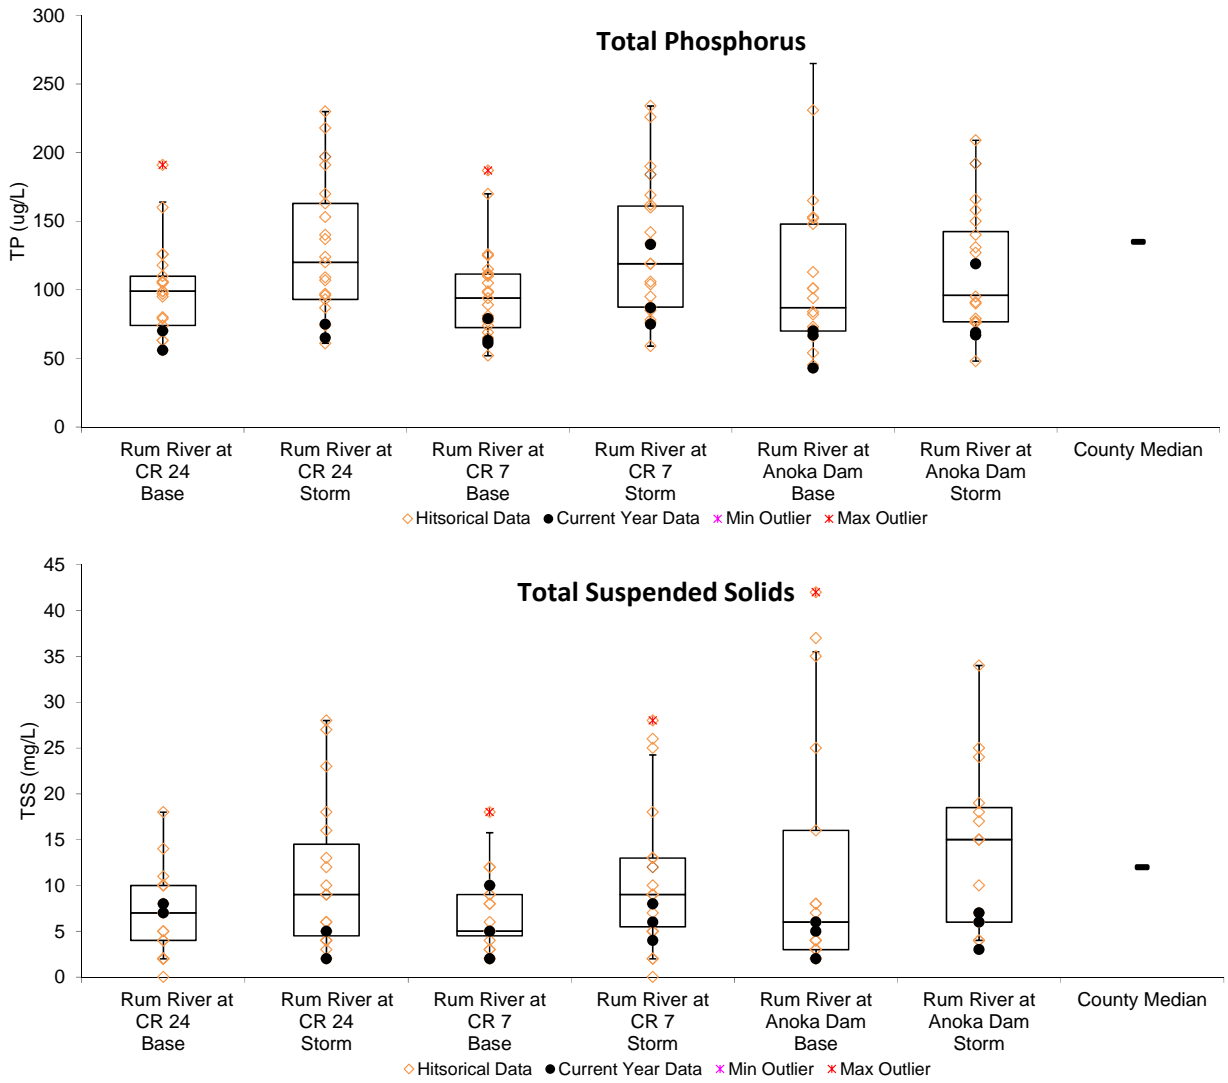 Total Phosphorus
TP (ug/L)
300
250
200
150
100
50
0
Rum River at CR 24 Base
Rum River at CR 24 Storm
Rum River at CR 7 Base
Rum River at CR 7 Storm
Rum River at Anoka Dam Base
Rum River at Anoka Dam Storm
County Median
Hitsorical Data Current Year Data Min Outlier Max Outlier
Total Suspended Solids
TSS (mg/L)
45
40
35
30
25
20
15
10
5
0
Rum River at CR 24 Base
Rum River at CR 24 Storm
Rum River at CR 7 Base
Rum River at CR 7 Storm
Rum River at Anoka Dam Base
Rum River at Anoka Dam Storm
County Median
Hitsorical Data Current Year Data Min Outlier Max Outlier